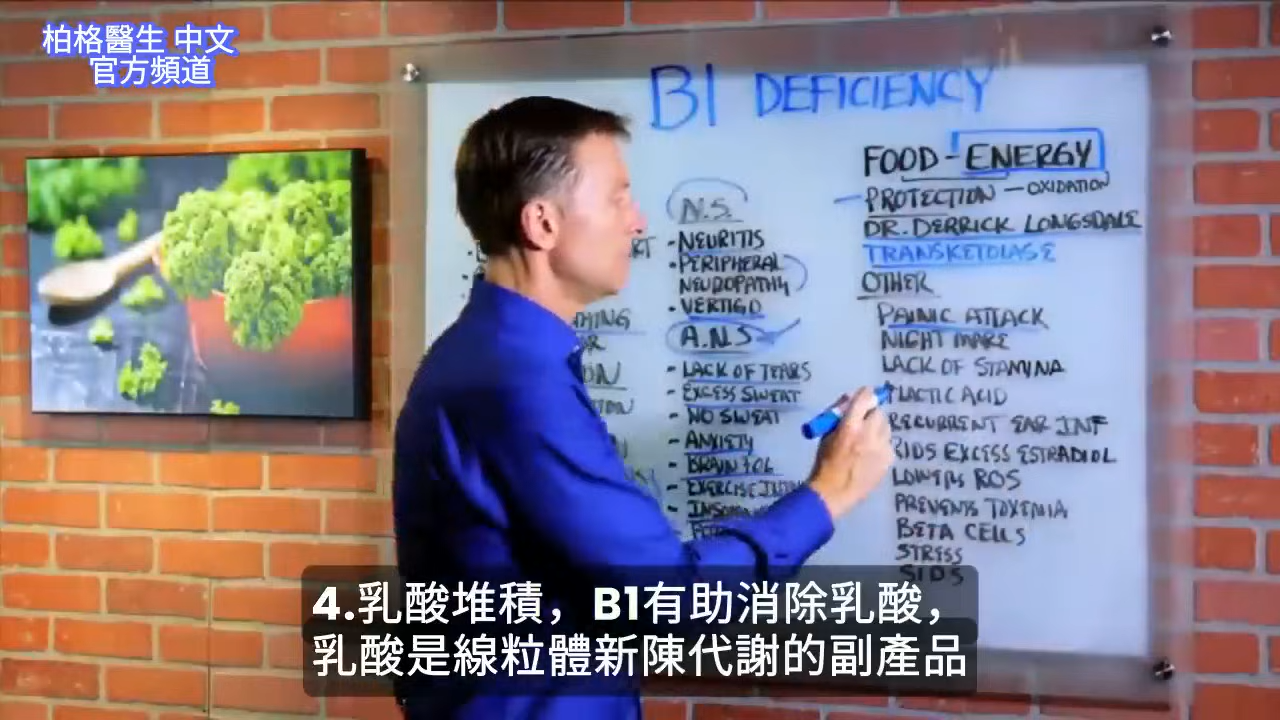 柏格醫生 中文
官方頻道
B1 DEFICIENCY
N.S.
-NEURITIS
•PERIPHERAL
NEUROPATHY
•VERTIGO
A.N.S
-LACK OF TEARS
-EXCESS SWEAT
-NO SWEAT
-ANXIETY
-BRAIN FOG
-EXERCISE
FOOD-ENERGY
-PROTECTION-OXIDATION
DR. DERRICK LONGSDALE
TRANSKETOLASE
OTHER
PAINIC ATTACK
NIGHT MARE
LACK OF STAMINA
LACTIC ACID
RECURRENT EAR INF
RIDS EXCESS ESTRADIOL
LOWERS ROS
PREVENTS TOXEMIA
BETA CELLS
STRESS
SIDS
4.乳酸堆積，B1有助消除乳酸，
乳酸是線粒體新陳代謝的副產品